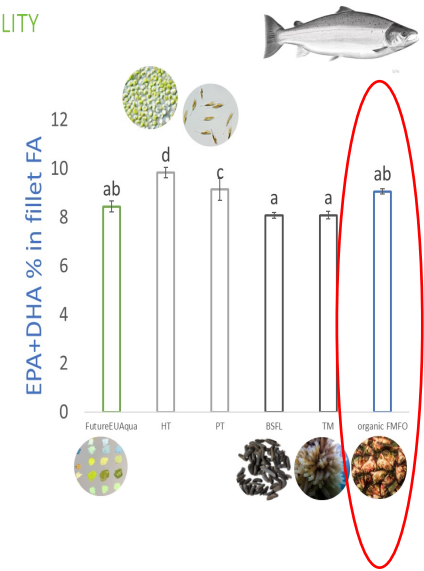 LITY
EPA+DHA % in fillet FA
12
10
8
6
4
2
0
ab
d
c
a
a
ab
FutureEUAqua HT PT BSFL TM organic FMFO